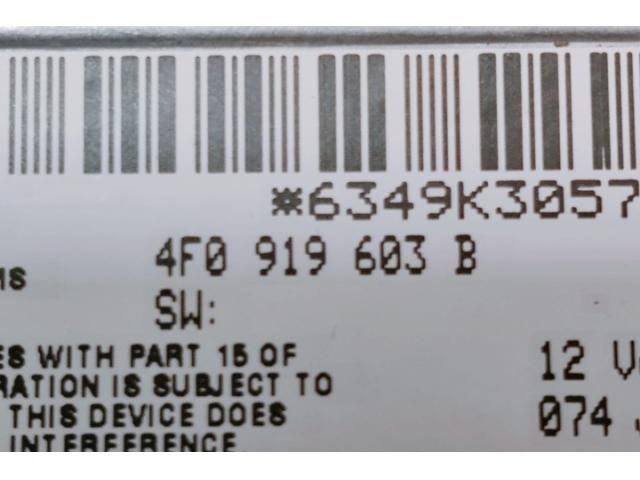 *6349K3057
4F0 919 603 B
MS
SW:
ES WITH PART 15 OF
RATION IS SUBJECT TO
THIS DEVICE DOES
INTERFERENCE.
12 V
074 J